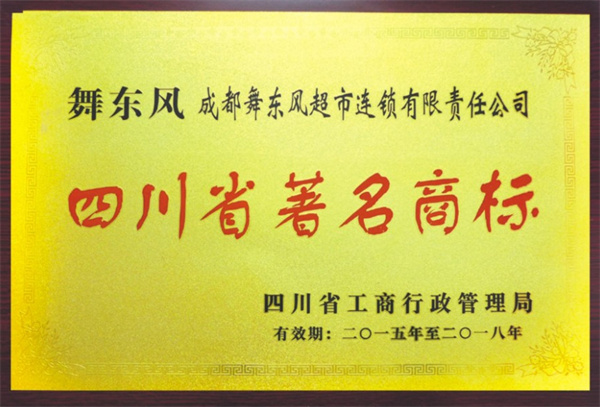 舞东风 成都舞东风超市连锁有限责任公司
四川省著名商标
四川省工商行政管理局
有效期：二〇一五年至二〇一八年